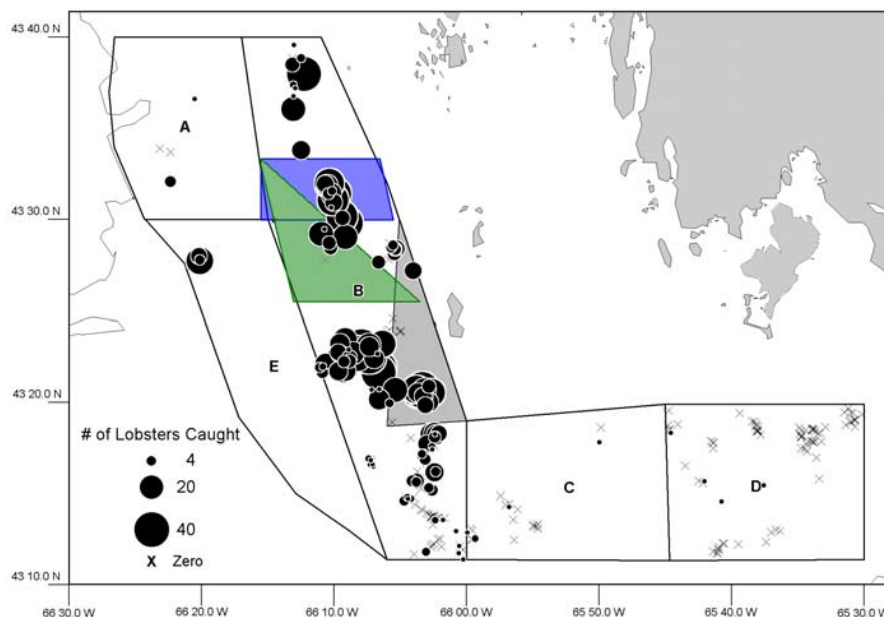 43 40.0 N
A
43 30.0 N
B
E
43 20.0 N
# of Lobsters Caught
4
20
40
X Zero
C
D
43 10.0 N
66 30.0 W
66 20.0 W
66 10.0 W
66 00.0 W
65 50.0 W
65 40.0 W
65 30.0 W